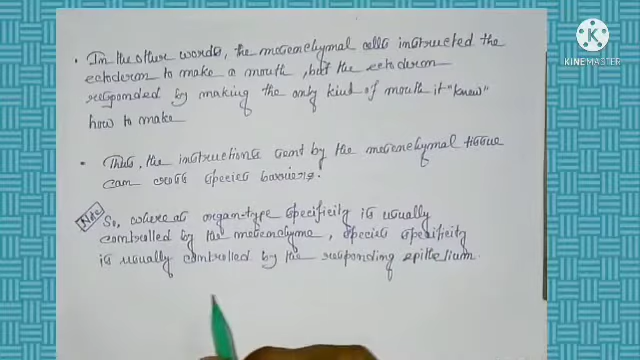 • In the other words, the mesenchymal cells instructed the
ectoderm to make a mouth, but the ectoderm
responded by making the only kind of mouth it "knew"
how to make
• Thus, the instructions sent by the mesenchymal tissue
can cross species barriers.
Note So, where as organ-type specificity is usually
controlled by the mesenchyme, species specificity
is usually controlled by the responding epithelium.
KINEMASTER